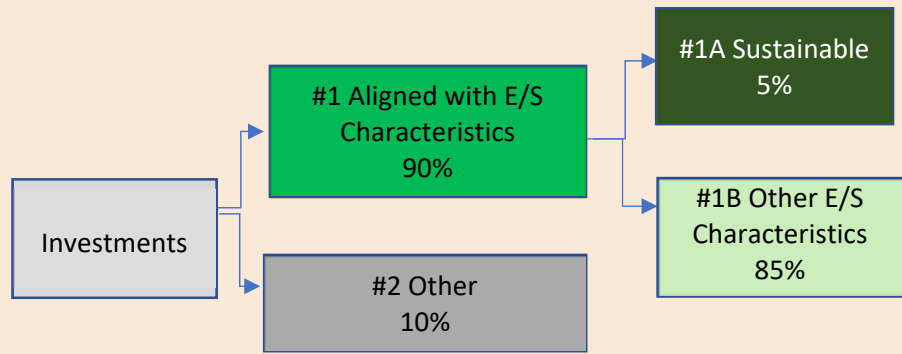 Investments
#1 Aligned with E/S
Characteristics
90%
#2 Other
10%
#1A Sustainable
5%
#1B Other E/S
Characteristics
85%